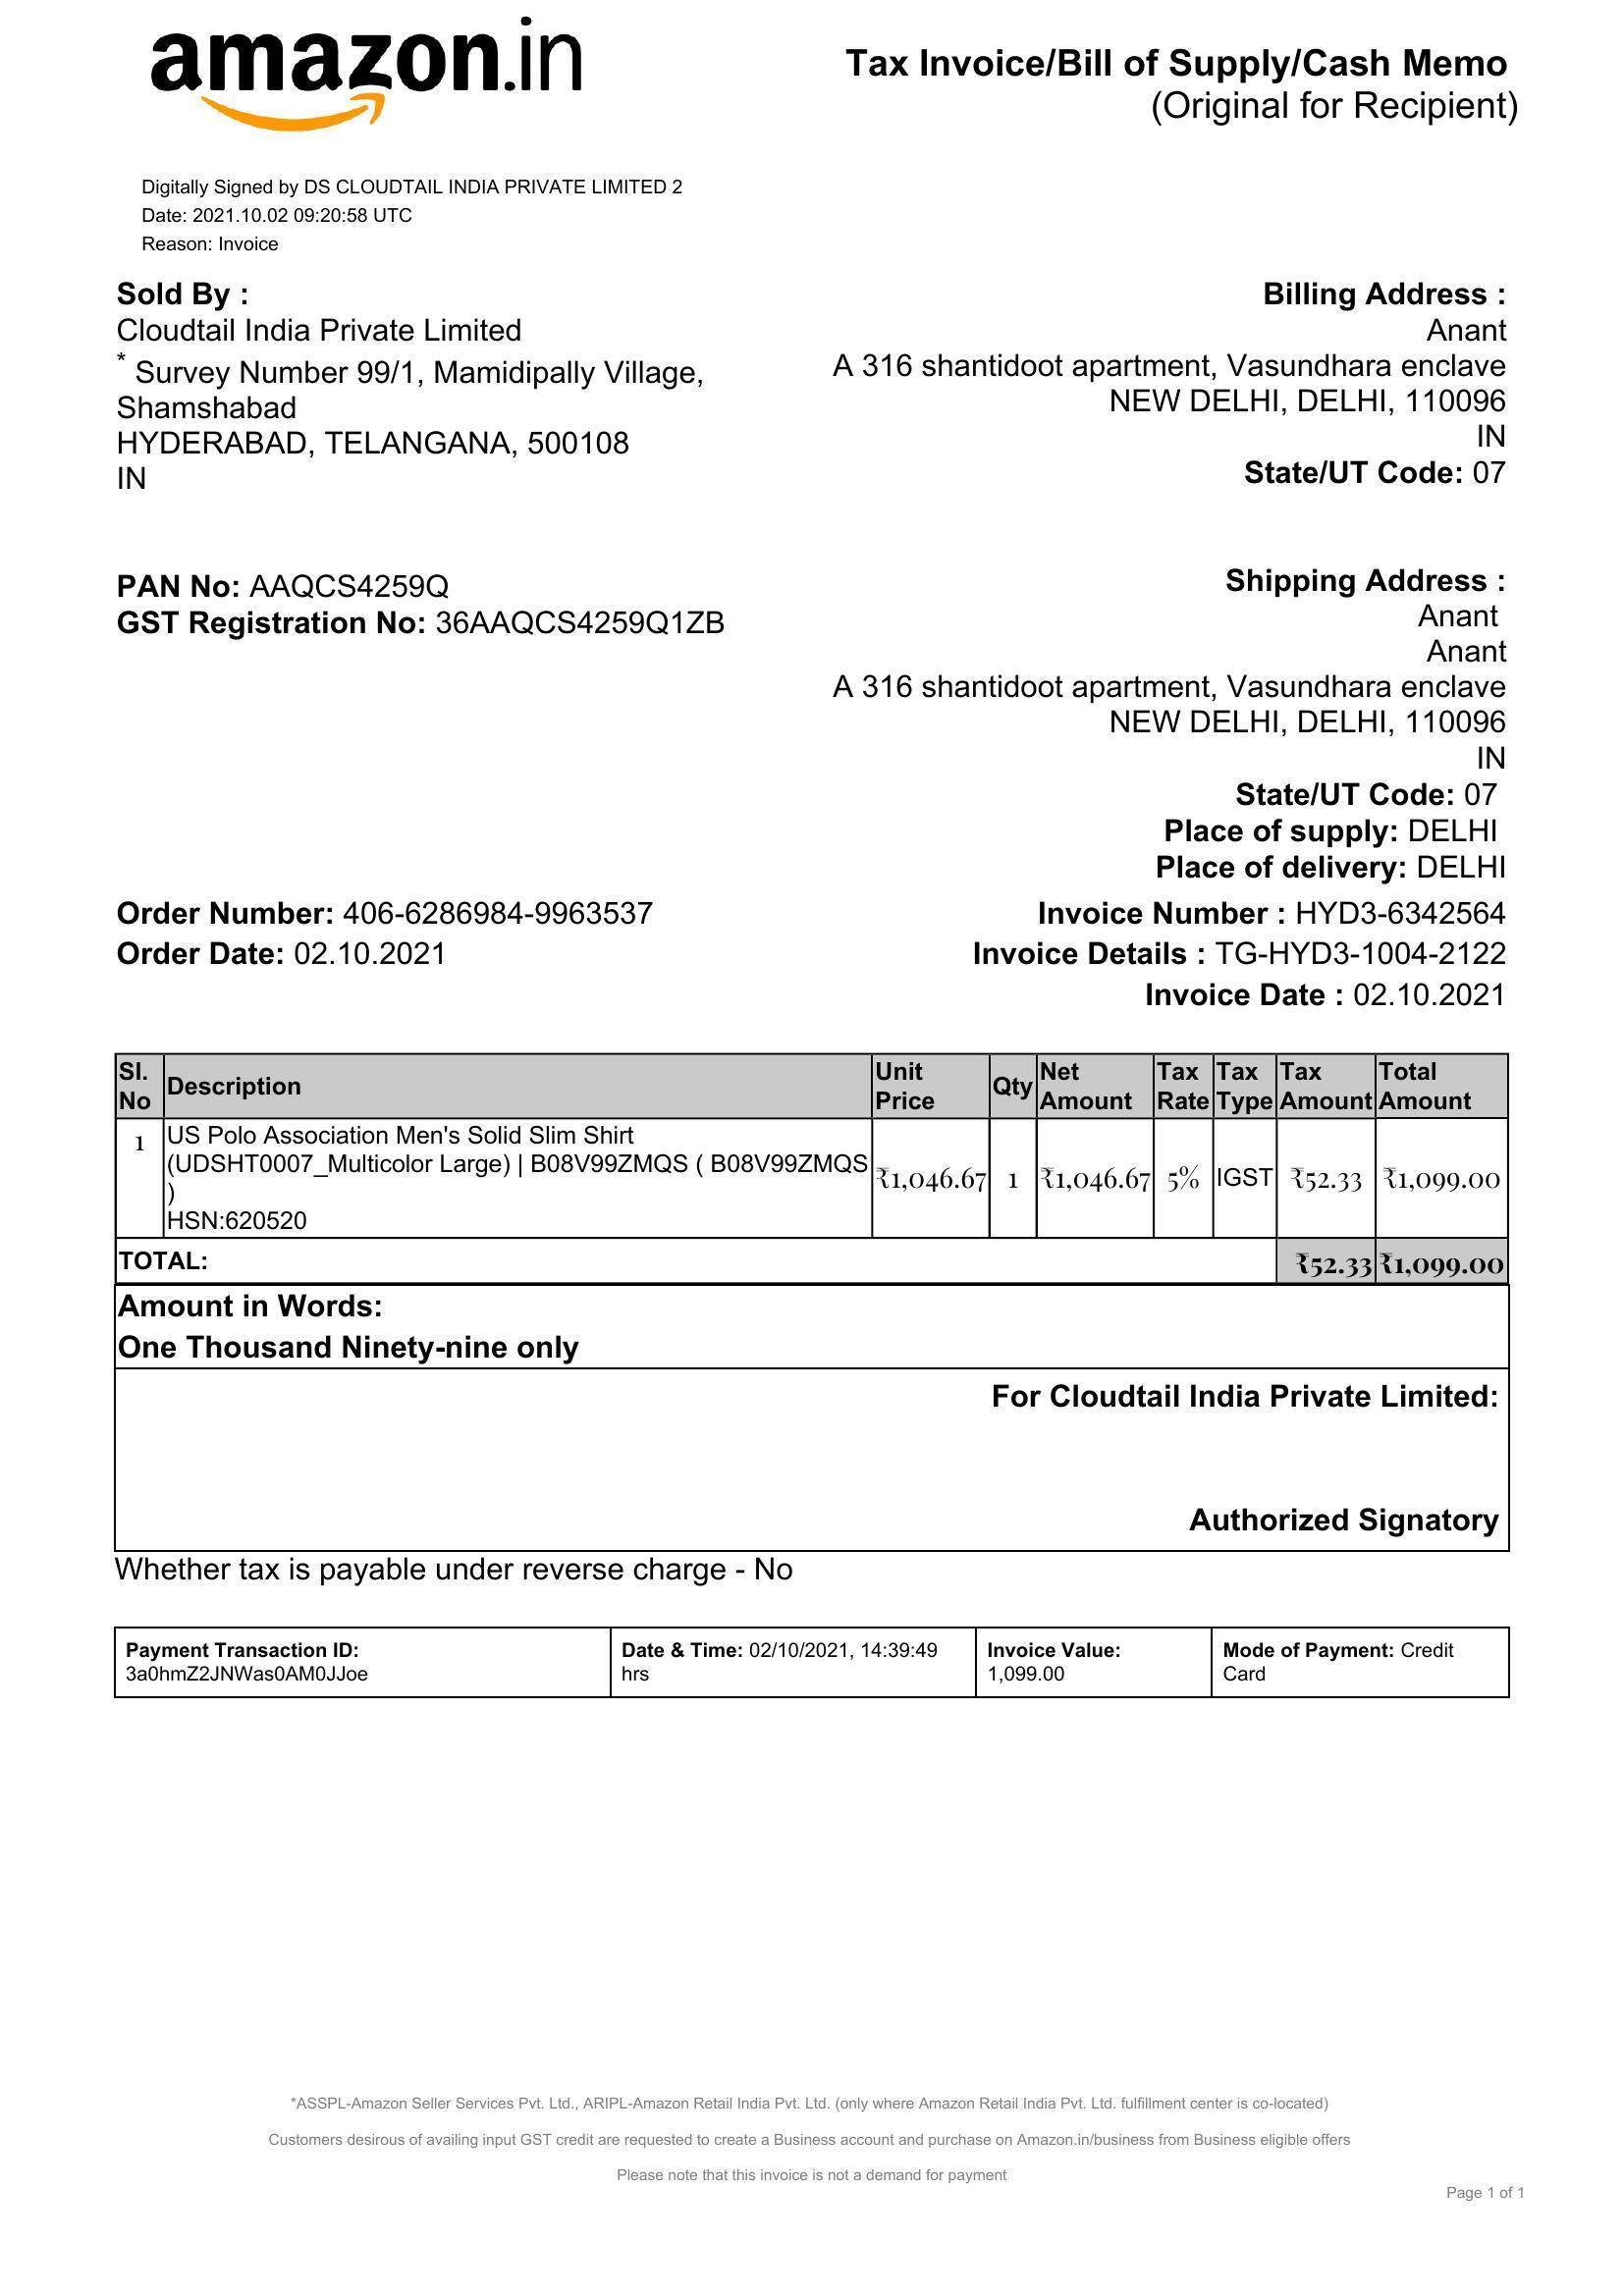 amazon.in
Tax Invoice/Bill of Supply/Cash Memo
(Original for Recipient)
Digitally Signed by DS CLOUDTAIL INDIA PRIVATE LIMITED 2
Date: 2021.10.02 09:20:58 UTC
Reason: Invoice
Sold By :
Cloudtail India Private Limited
* Survey Number 99/1, Mamidipally Village,
Shamshabad
HYDERABAD, TELANGANA, 500108
IN
Billing Address :
Anant
A 316 shantidoot apartment, Vasundhara enclave
NEW DELHI, DELHI, 110096
IN
State/UT Code: 07
PAN No: AAQCS4259Q
GST Registration No: 36AAQCS4259Q1ZB
Shipping Address :
Anant
Anant
A 316 shantidoot apartment, Vasundhara enclave
NEW DELHI, DELHI, 110096
IN
State/UT Code: 07
Place of supply: DELHI
Place of delivery: DELHI
Order Number: 406-6286984-9963537
Order Date: 02.10.2021
Invoice Number : HYD3-6342564
Invoice Details : TG-HYD3-1004-2122
Invoice Date : 02.10.2021
Sl. No Description Unit Price Qty Net Amount Tax Rate Tax Type Tax Amount Total Amount
1 US Polo Association Men's Solid Slim Shirt
(UDSHT0007_Multicolor Large) | B08V99ZMQS ( B08V99ZMQS
)
HSN:620520
₹1,046.67 1 ₹1,046.67 5% IGST ₹52.33 ₹1,099.00
TOTAL: ₹52.33 ₹1,099.00
Amount in Words:
One Thousand Ninety-nine only
For Cloudtail India Private Limited:
Authorized Signatory
Whether tax is payable under reverse charge - No
Payment Transaction ID:
3a0hmZ2JNWas0AM0JJoe
Date & Time: 02/10/2021, 14:39:49
hrs
Invoice Value:
1,099.00
Mode of Payment: Credit
Card
*ASSPL-Amazon Seller Services Pvt. Ltd., ARIPL-Amazon Retail India Pvt. Ltd. (only where Amazon Retail India Pvt. Ltd. fulfillment center is co-located)
Customers desirous of availing input GST credit are requested to create a Business account and purchase on Amazon.in/business from Business eligible offers
Please note that this invoice is not a demand for payment
Page 1 of 1